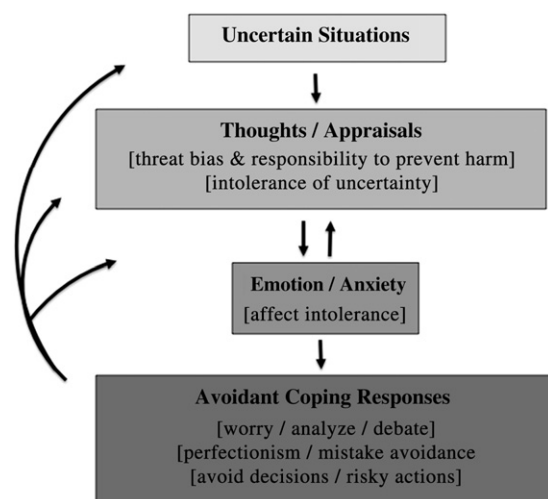 Uncertain Situations
Thoughts / Appraisals
[threat bias & responsibility to prevent harm]
[intolerance of uncertainty]
Emotion / Anxiety
[affect intolerance]
Avoidant Coping Responses
[worry / analyze / debate]
[perfectionism / mistake avoidance
[avoid decisions / risky actions]